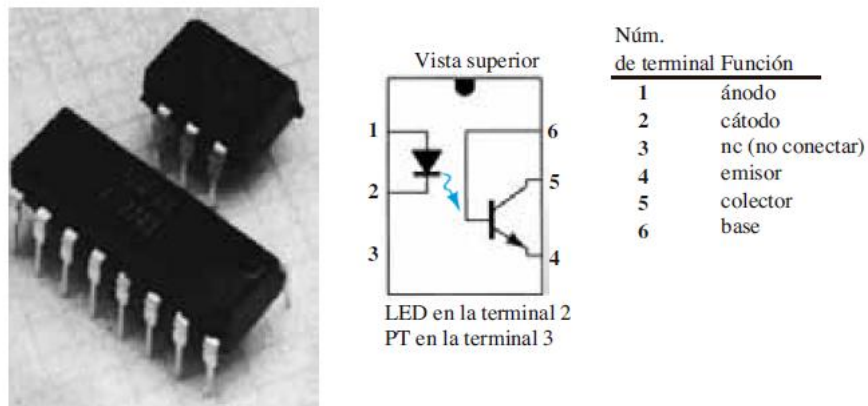 Vista superior
1
2
3
6
5
4
LED en la terminal 2
PT en la terminal 3
Núm.
de terminal Función
1 ánodo
2 cátodo
3 nc (no conectar)
4 emisor
5 colector
6 base